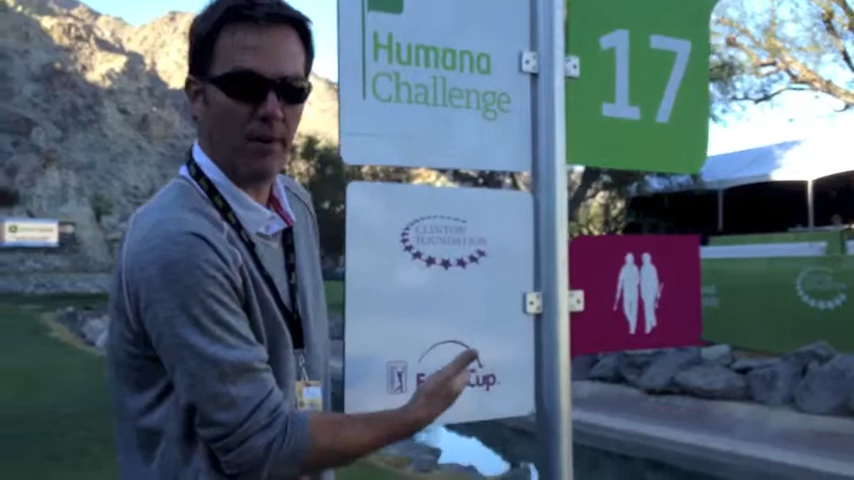 Humana
Challenge
17
CLINTON
FOUNDATION
Cup